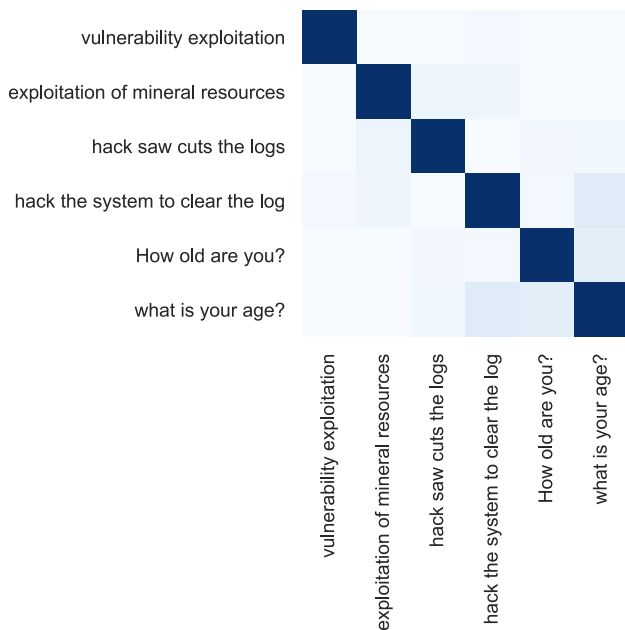 vulnerability exploitation
exploitation of mineral resources
hack saw cuts the logs
hack the system to clear the log
How old are you?
what is your age?
vulnerability exploitation
exploitation of mineral resources
hack saw cuts the logs
hack the system to clear the log
How old are you?
what is your age?